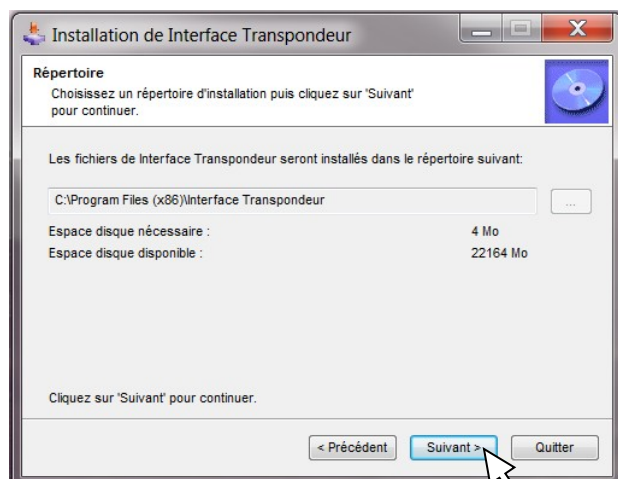 Installation de Interface Transpondeur
Répertoire
Choisissez un répertoire d'installation puis cliquez sur 'Suivant'
pour continuer.
Les fichiers de Interface Transpondeur seront installés dans le répertoire suivant:
C:\Program Files (x86)\Interface Transpondeur
...
Espace disque nécessaire : 4 Mo
Espace disque disponible : 22164 Mo
Cliquez sur 'Suivant' pour continuer.
< Précédent Suivant > Quitter